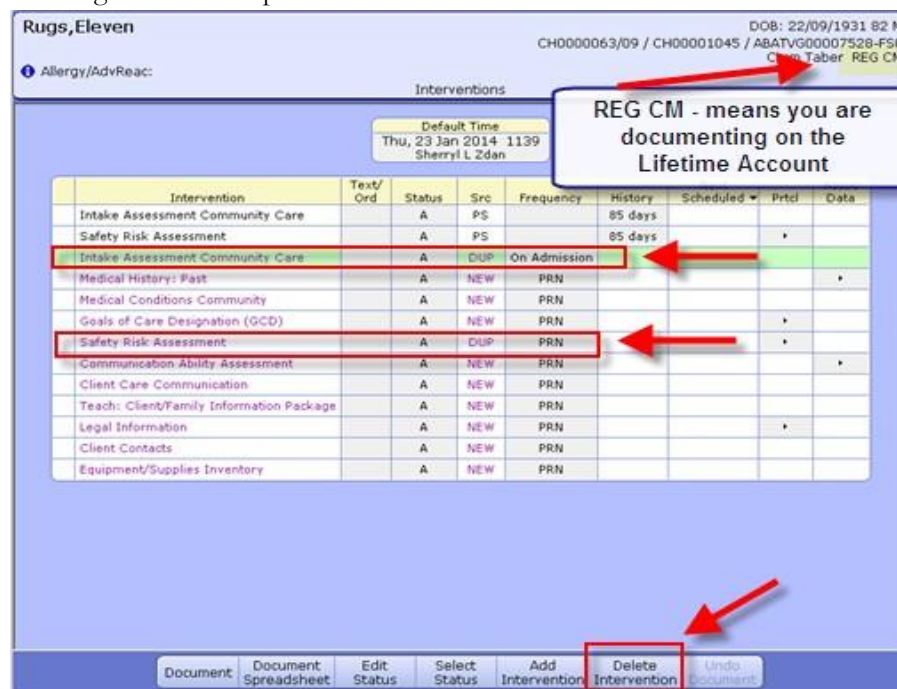 Rugs,Eleven
DOB: 22/09/1931 82 M
CH0000063/09 / CH00001045 / ABATVG00007528-FS
Taber REG CM
Allergy/AdvReac:
Interventions
REG CM - means you are
documenting on the
Lifetime Account
Default Time
Thu, 23 Jan 2014 1139
Sherryl L Zdan
Intervention Text/Ord Status Src Frequency History Scheduled Prtcl Data
Intake Assessment Community Care A PS 85 days
Safety Risk Assessment A PS 85 days
Intake Assessment Community Care A DUP On Admission
Medical History: Past A NEW PRN
Medical Conditions Community A NEW PRN
Goals of Care Designation (GCD) A NEW PRN
Safety Risk Assessment A DUP PRN
Communication Ability Assessment A NEW PRN
Client Care Communication A NEW PRN
Teach: Client/Family Information Package A NEW PRN
Legal Information A NEW PRN
Client Contacts A NEW PRN
Equipment/Supplies Inventory A NEW PRN
Document Document Spreadsheet Edit Status Select Status Add Intervention Delete Intervention Undo Document